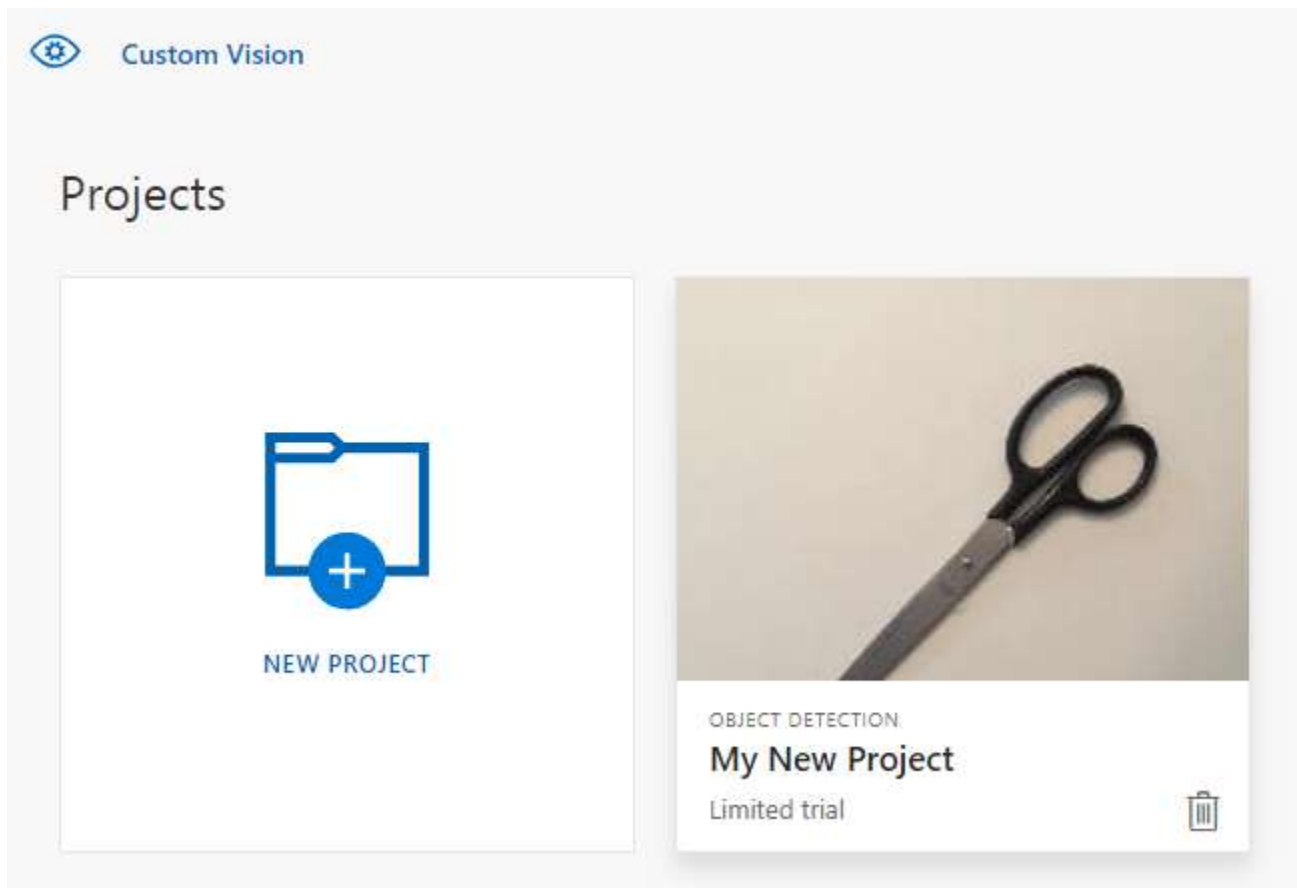 Custom Vision
Projects
NEW PROJECT
OBJECT DETECTION
My New Project
Limited trial